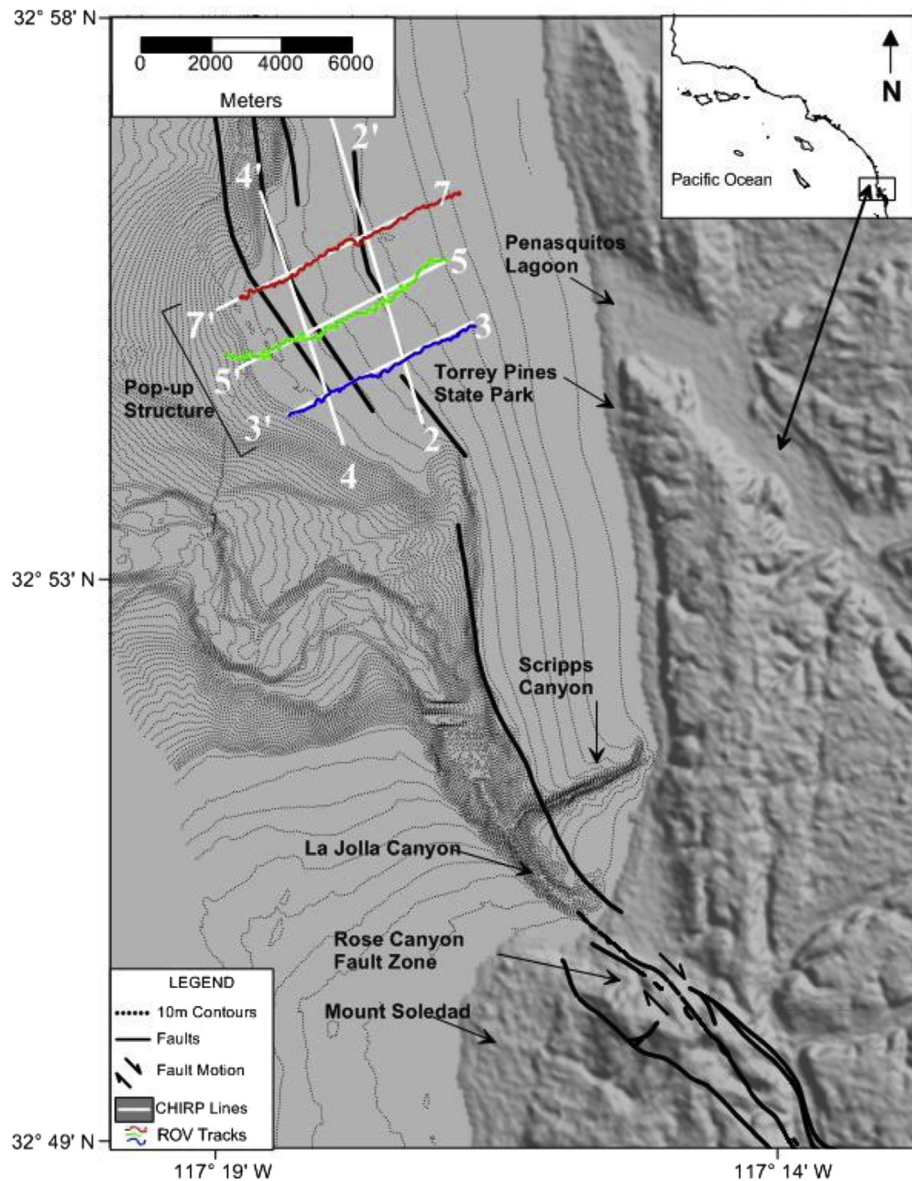 32° 58' N
0 2000 4000 6000
Meters
N
Pacific Ocean
2'
4'
7
Penasquitos
Lagoon
5
7'
3
Torrey Pines
State Park
5'
Pop-up
Structure
3'
2
4
32° 53' N
Scripps
Canyon
La Jolla Canyon
Rose Canyon
Fault Zone
Mount Soledad
LEGEND
10m Contours
Faults
Fault Motion
CHIRP Lines
ROV Tracks
32° 49' N
117° 19' W
117° 14' W